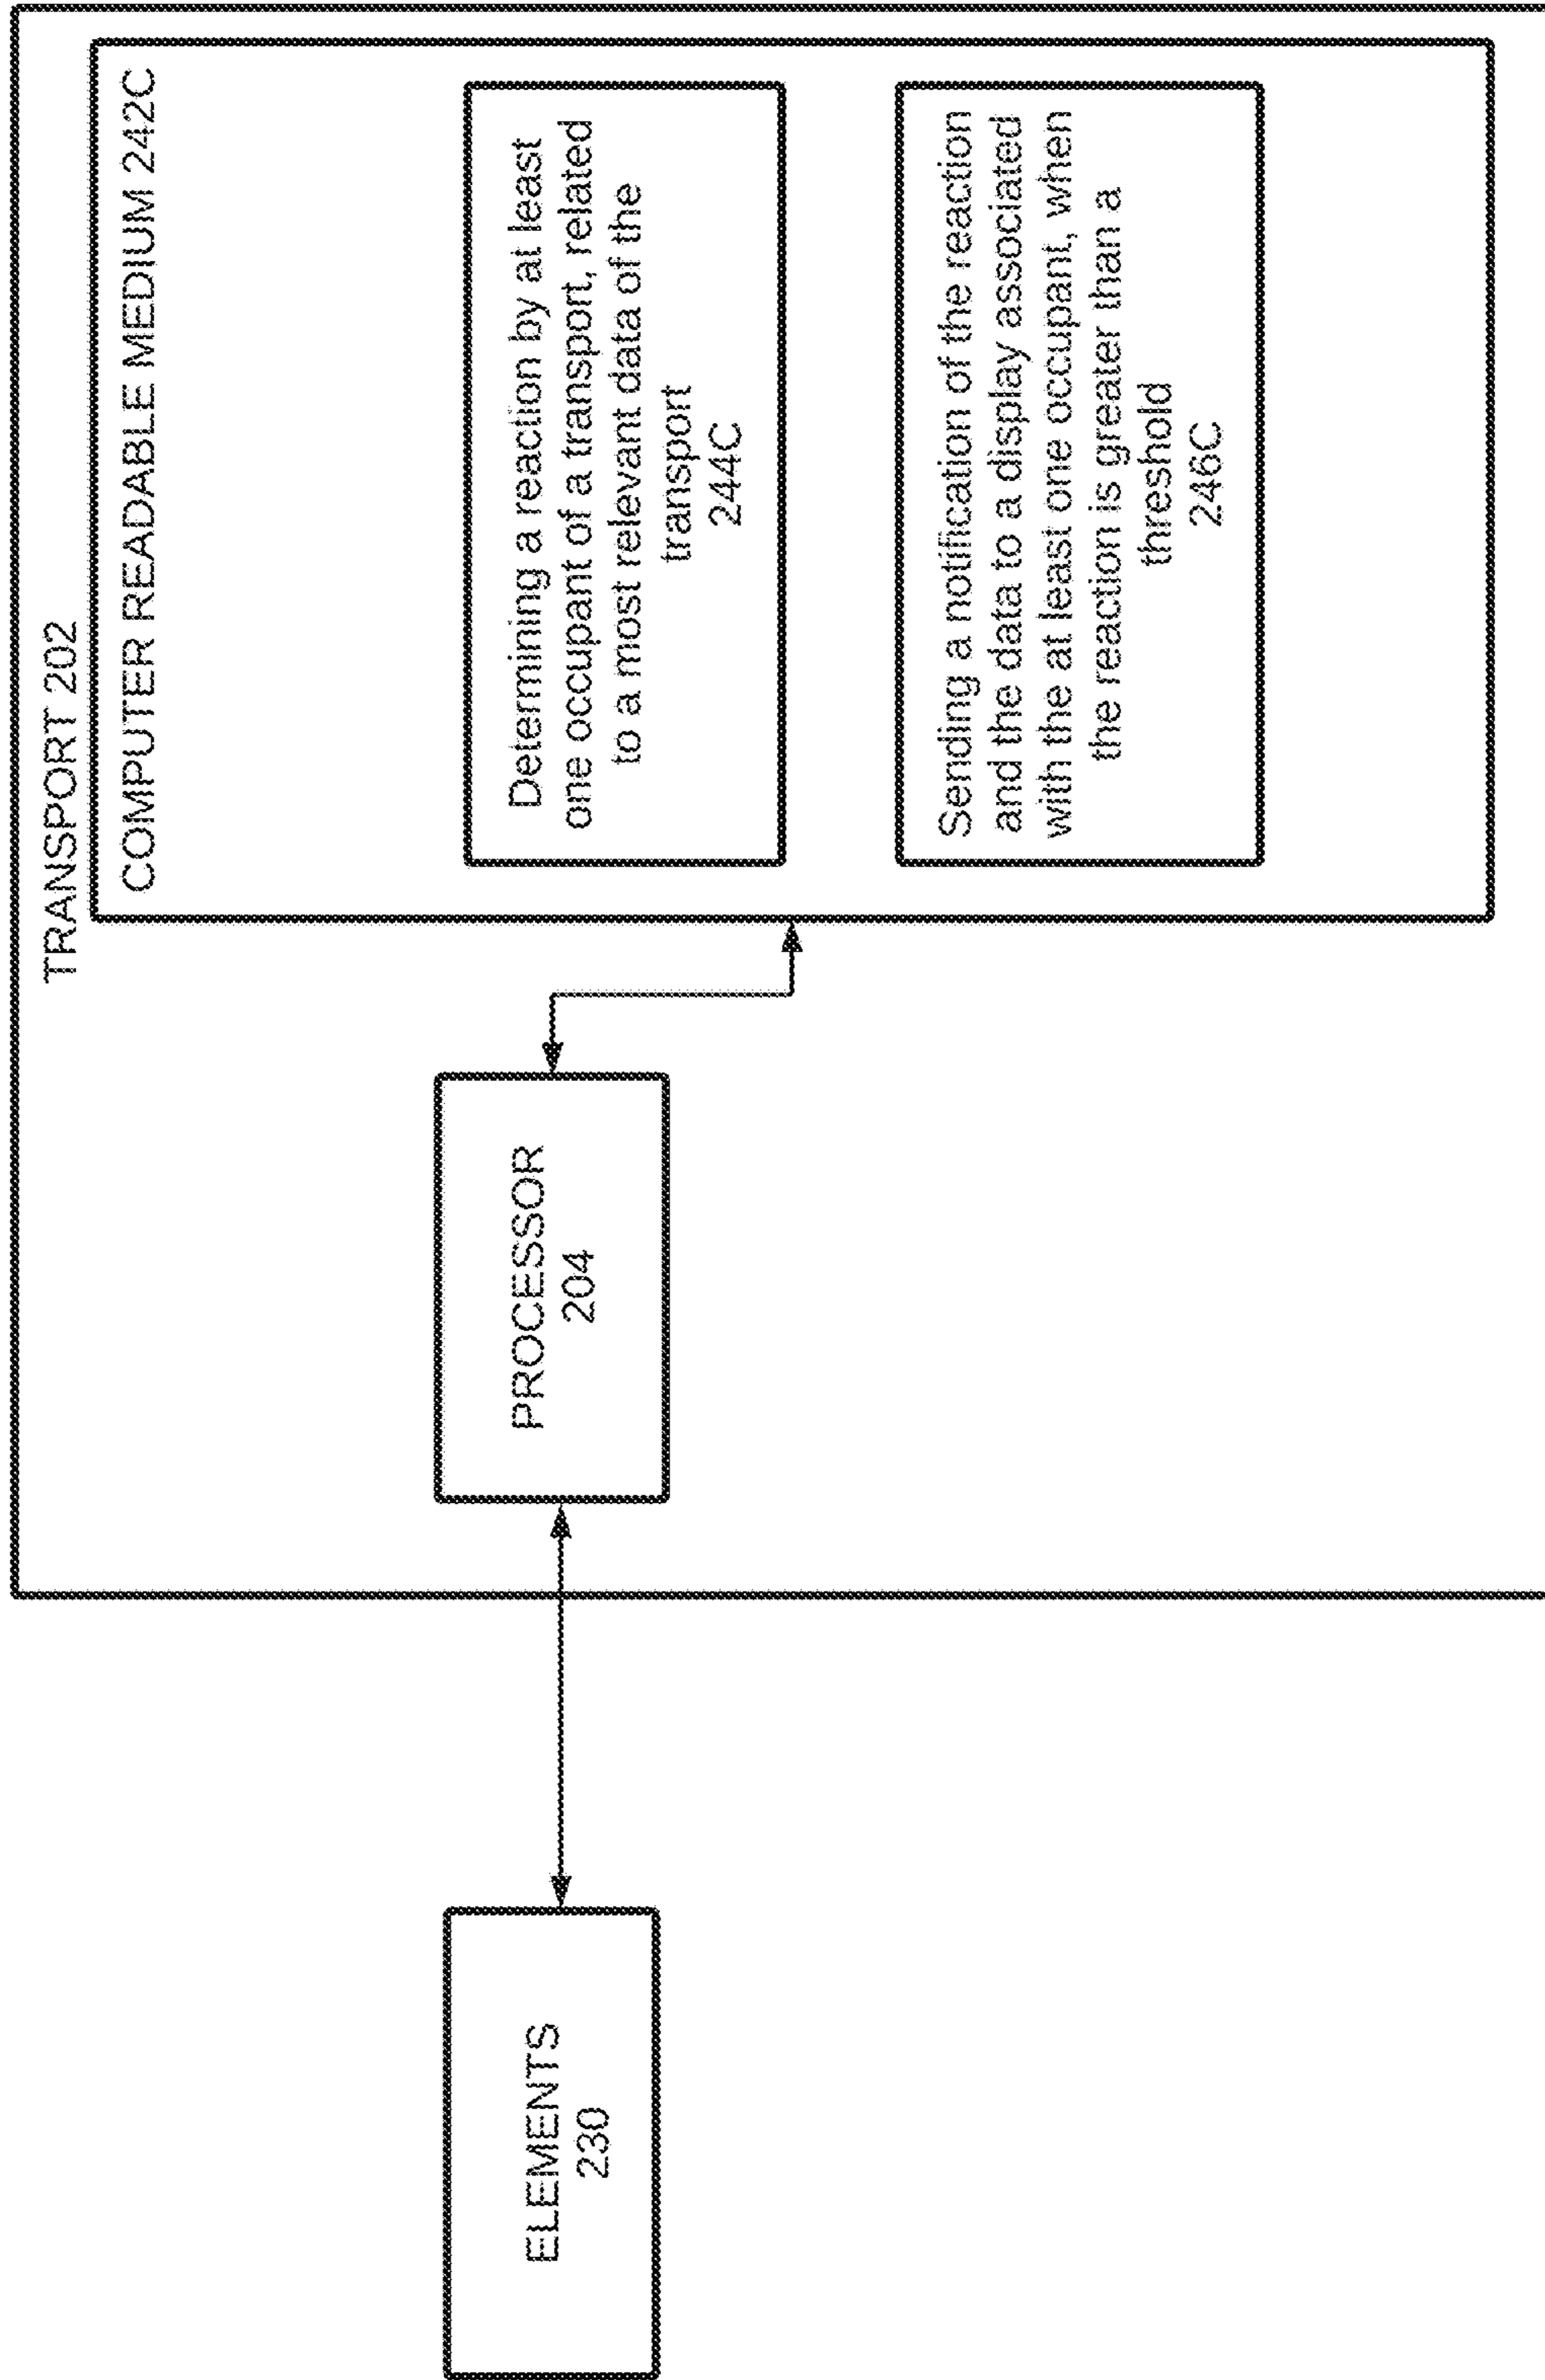 TRANSPORT 202
COMPUTER READABLE MEDIUM 242C
Determining a reaction by at least
one occupant of a transport, related
to a most relevant data of the
transport
244C
Sending a notification of the reaction
and the data to a display associated
with the at least one occupant, when
the reaction is greater than a
threshold
246C
PROCESSOR
204
ELEMENTS
230